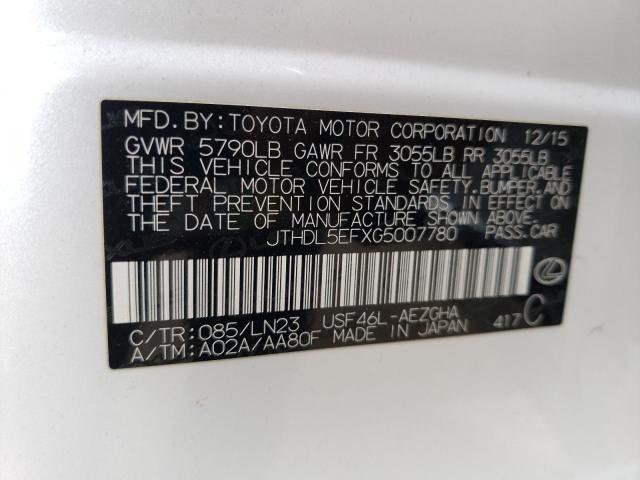 MFD.BY:TOYOTA MOTOR CORPORATION 12/15
GVWR 5790LB GAWR FR 3055LB RR 3055LB
THIS VEHICLE CONFORMS TO ALL APPLICABLE
FEDERAL MOTOR VEHICLE SAFETY.BUMPER.AND
THEFT PREVENTION STANDARDS IN EFFECT ON
THE DATE OF MANUFACTURE SHOWN ABOVE.
JTHDL5EFXG5007780 PASS.CAR
C/TR:085/LN23 USF46L-AEZGHA 417 C
A/TM:A02A/AA80F MADE IN JAPAN